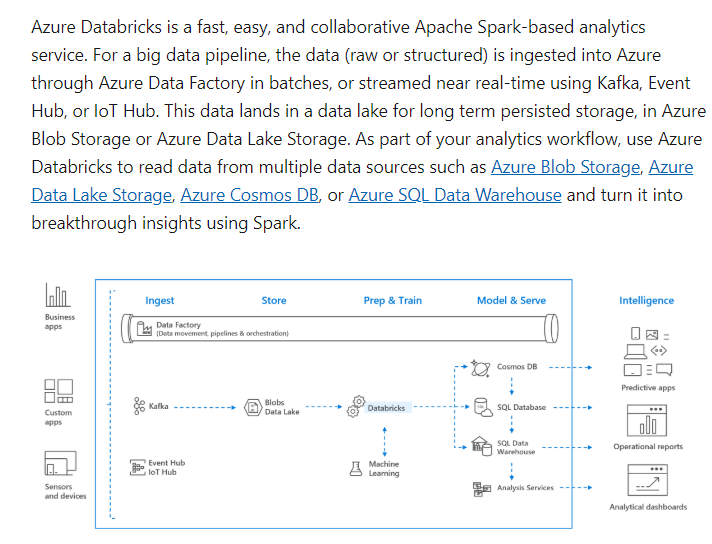 Azure Databricks is a fast, easy, and collaborative Apache Spark-based analytics
service. For a big data pipeline, the data (raw or structured) is ingested into Azure
through Azure Data Factory in batches, or streamed near real-time using Kafka, Event
Hub, or IoT Hub. This data lands in a data lake for long term persisted storage, in Azure
Blob Storage or Azure Data Lake Storage. As part of your analytics workflow, use Azure
Databricks to read data from multiple data sources such as Azure Blob Storage, Azure
Data Lake Storage, Azure Cosmos DB, or Azure SQL Data Warehouse and turn it into
breakthrough insights using Spark.
Ingest
Store
Prep & Train
Model & Serve
Intelligence
Business
apps
Data Factory
(Data movement, pipelines & orchestration)
Cosmos DB
Predictive apps
Custom
apps
Kafka
Blobs
Data Lake
Databricks
SQL Database
SQL Data
Warehouse
Operational reports
Sensors
and devices
Event Hub
IoT Hub
Machine
Learning
Analysis Services
Analytical dashboards